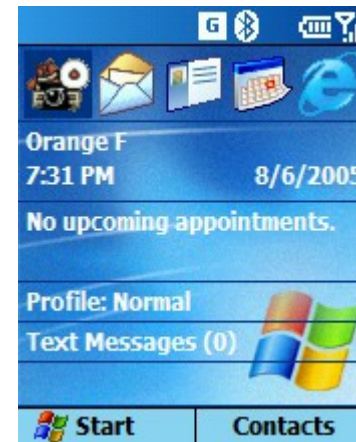 G
Orange F
7:31 PM 8/6/2005
No upcoming appointments.
Profile: Normal
Text Messages (0)
Start Contacts